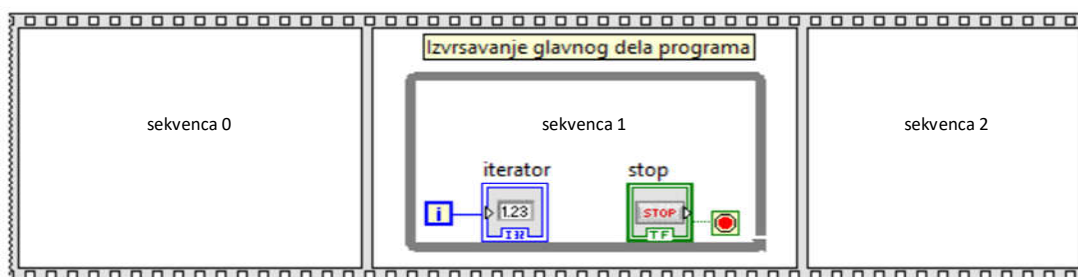 Izvrsavanje glavnog dela programa
sekvenca 0
sekvenca 1
sekvenca 2
iterator
stop
i
1.23
STOP
I32
TF